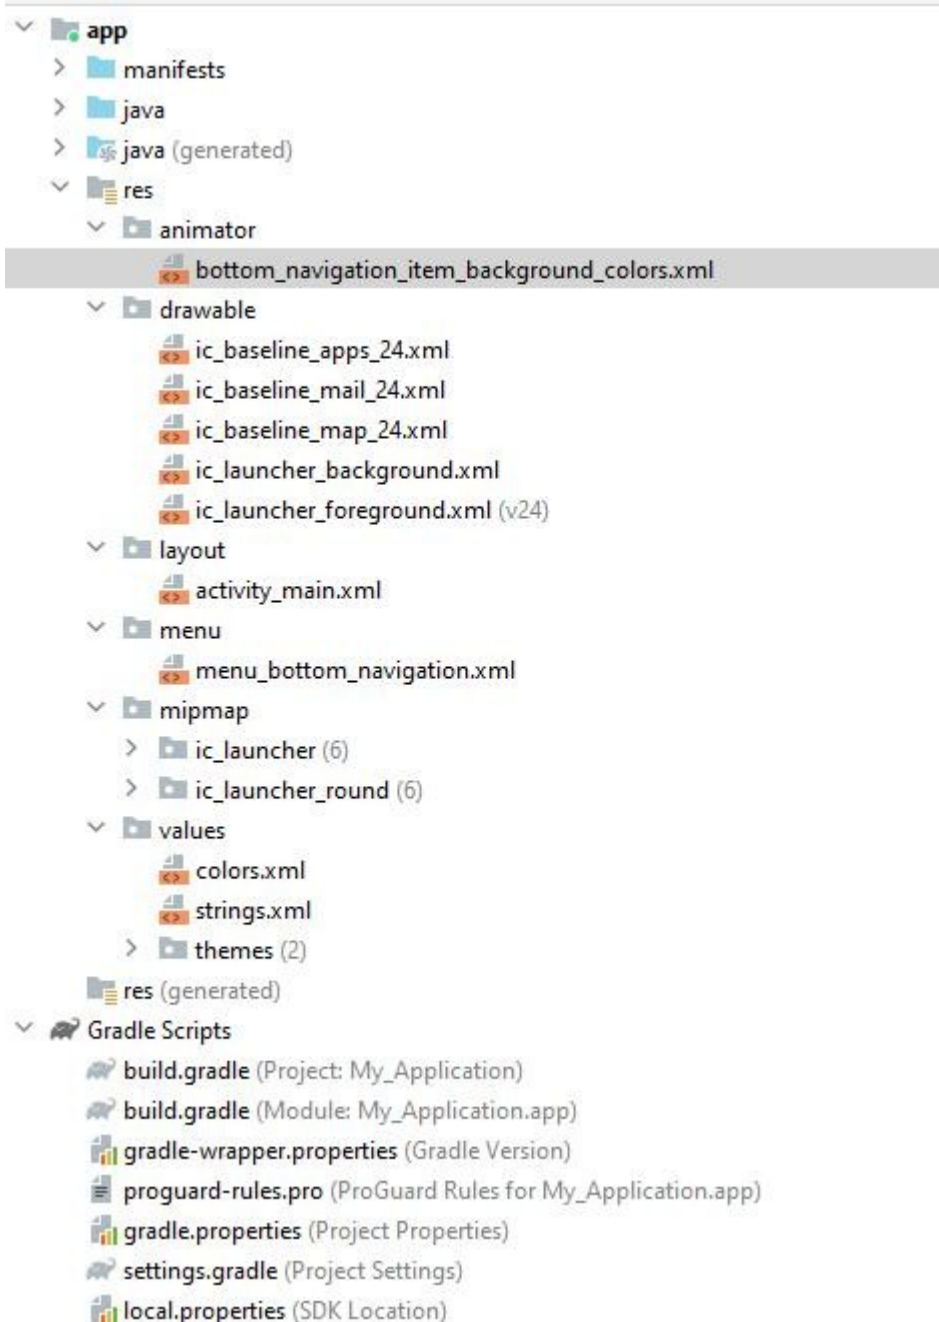 app
manifests
java
java (generated)
res
animator
bottom_navigation_item_background_colors.xml
drawable
ic_baseline_apps_24.xml
ic_baseline_mail_24.xml
ic_baseline_map_24.xml
ic_launcher_background.xml
ic_launcher_foreground.xml (v24)
layout
activity_main.xml
menu
menu_bottom_navigation.xml
mipmap
ic_launcher (6)
ic_launcher_round (6)
values
colors.xml
strings.xml
themes (2)
res (generated)
Gradle Scripts
build.gradle (Project: My_Application)
build.gradle (Module: My_Application.app)
gradle-wrapper.properties (Gradle Version)
proguard-rules.pro (ProGuard Rules for My_Application.app)
gradle.properties (Project Properties)
settings.gradle (Project Settings)
local.properties (SDK Location)